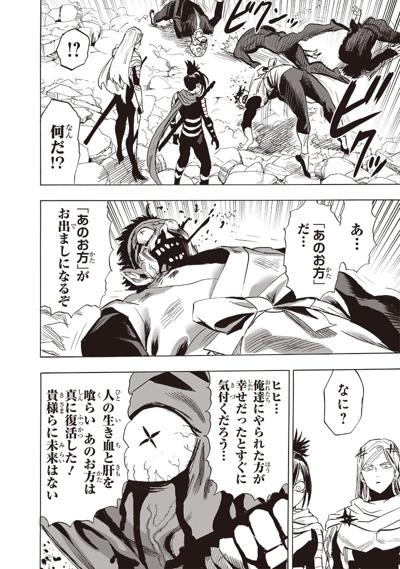 ビクン
ビクッ
ビクン
!?
何だ!?
あ…
「あのお方」
だ…
「あのお方」が
お出ましになるぞ
なに?
ヒヒ…
俺達にやられた方が
幸せだったとすぐに
気付くだろう…
人の生き血と肝を
喰らい あのお方は
真に復活した!
貴様らに未来はない